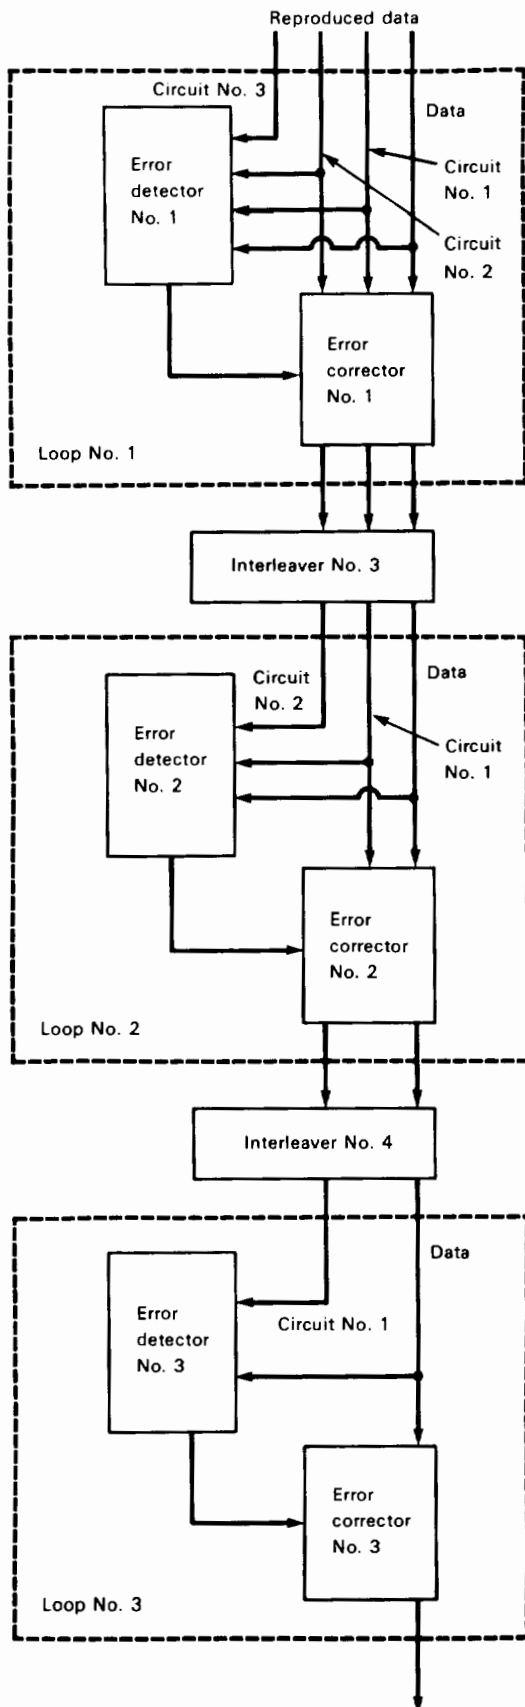 Reproduced data
Circuit No. 3
Data
Error
detector
No. 1
Circuit
No. 1
Circuit
No. 2
Error
corrector
No. 1
Loop No. 1
Interleaver No. 3
Circuit
No. 2
Data
Error
detector
No. 2
Circuit
No. 1
Error
corrector
No. 2
Loop No. 2
Interleaver No. 4
Data
Error
detector
No. 3
Circuit No. 1
Error
corrector
No. 3
Loop No. 3